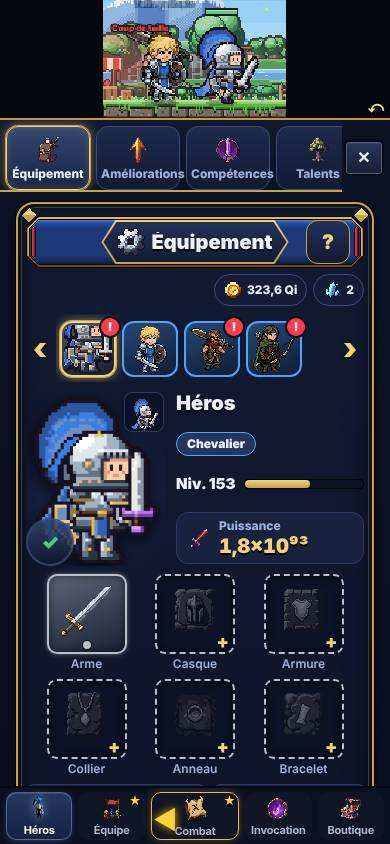 Coup de taille
Équipement
Améliorations
Compétences
Talents
×
Équipement
?
323,6 Qi
2
!
!
!
Héros
Chevalier
Niv. 153
Puissance
1,8×10⁹³
Arme
Casque
Armure
Collier
Anneau
Bracelet
Héros
Équipe
Combat
Invocation
Boutique